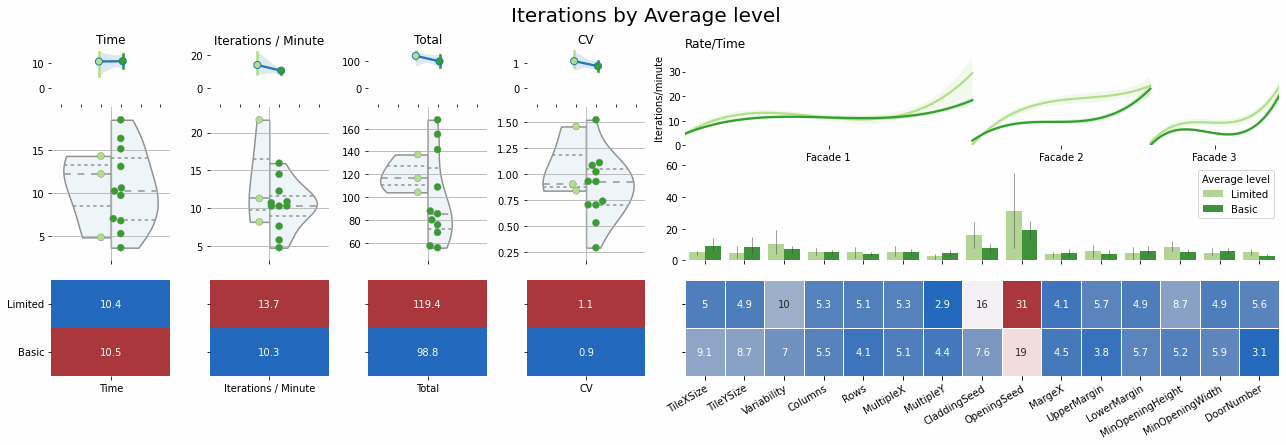 Iterations by Average level
Time
Iterations / Minute
Total
CV
Rate/Time
10
0
20
0
100
0
1
0
Iterations/minute
30
20
10
0
Facade 1
Facade 2
Facade 3
15
10
5
20
15
10
5
160
140
120
100
80
60
1.50
1.25
1.00
0.75
0.50
0.25
60
40
20
0
Average level
Limited
Basic
Limited
10.4
13.7
119.4
1.1
5 4.9 10 5.3 5.1 5.3 2.9 16 31 4.1 5.7 4.9 8.7 4.9 5.6
Basic
10.5
10.3
98.8
0.9
9.1 8.7 7 5.5 4.1 5.1 4.4 7.6 19 4.5 3.8 5.7 5.2 5.9 3.1
Time
Iterations / Minute
Total
CV
TileXSize
TileYSize
Variability
Columns
Rows
MultipleX
MultipleY
CladdingSeed
OpeningSeed
MargeX
UpperMargin
LowerMargin
MinOpeningHeight
MinOpeningWidth
DoorNumber